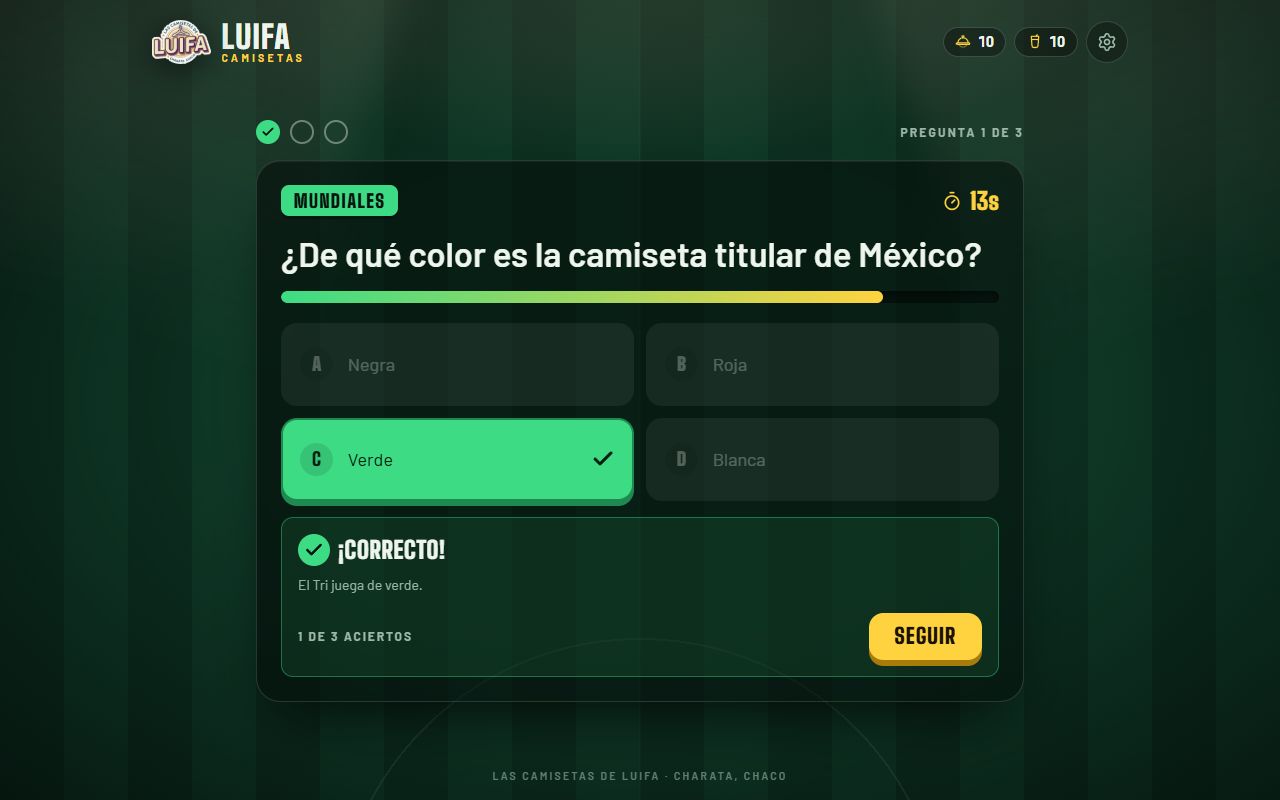 LUIFA
LUIFA
CAMISETAS
10
10
PREGUNTA 1 DE 3
MUNDIALES
13s
¿De qué color es la camiseta titular de México?
A Negra
B Roja
C Verde
D Blanca
¡CORRECTO!
El Tri juega de verde.
1 DE 3 ACIERTOS
SEGUIR
LAS CAMISETAS DE LUIFA · CHARATA, CHACO